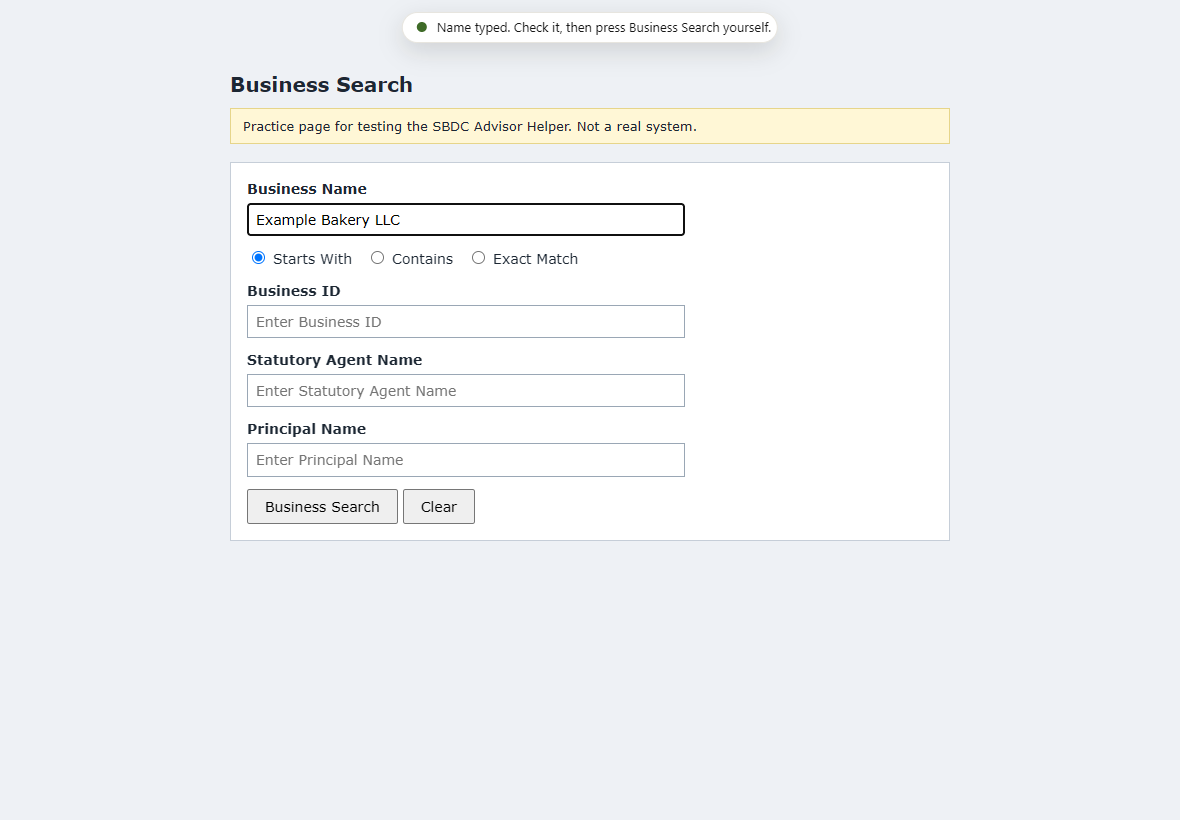 Name typed. Check it, then press Business Search yourself.
Business Search
Practice page for testing the SBDC Advisor Helper. Not a real system.
Business Name
Example Bakery LLC
Starts With Contains Exact Match
Business ID
Enter Business ID
Statutory Agent Name
Enter Statutory Agent Name
Principal Name
Enter Principal Name
Business Search Clear